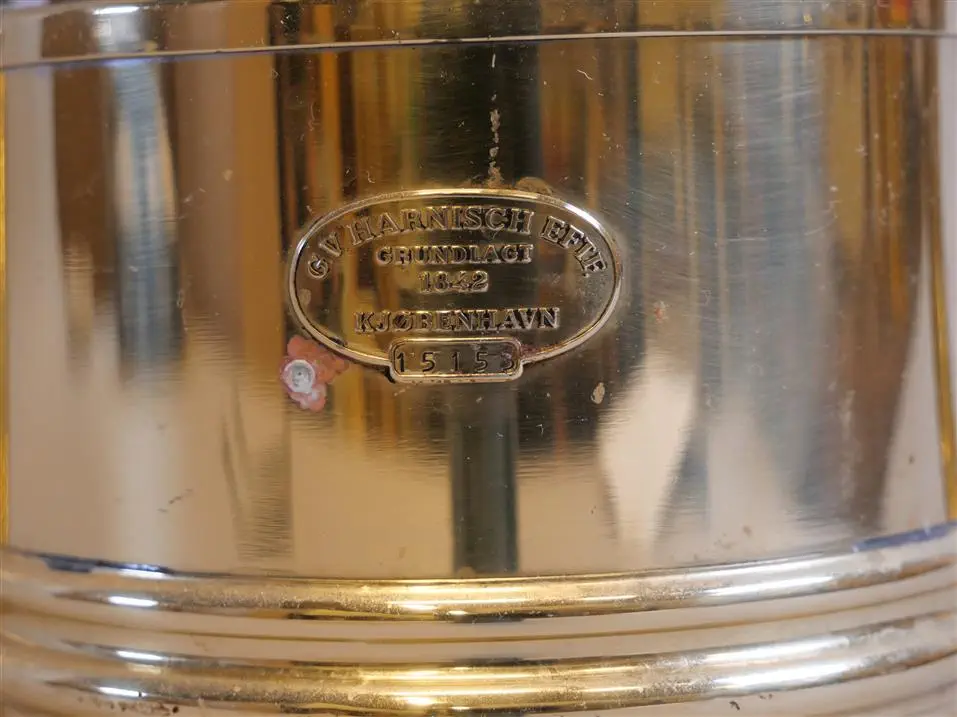 G. V. HARNISCH EFTF
GRUNDLAGT
1842
KJØBENHAVN
15153